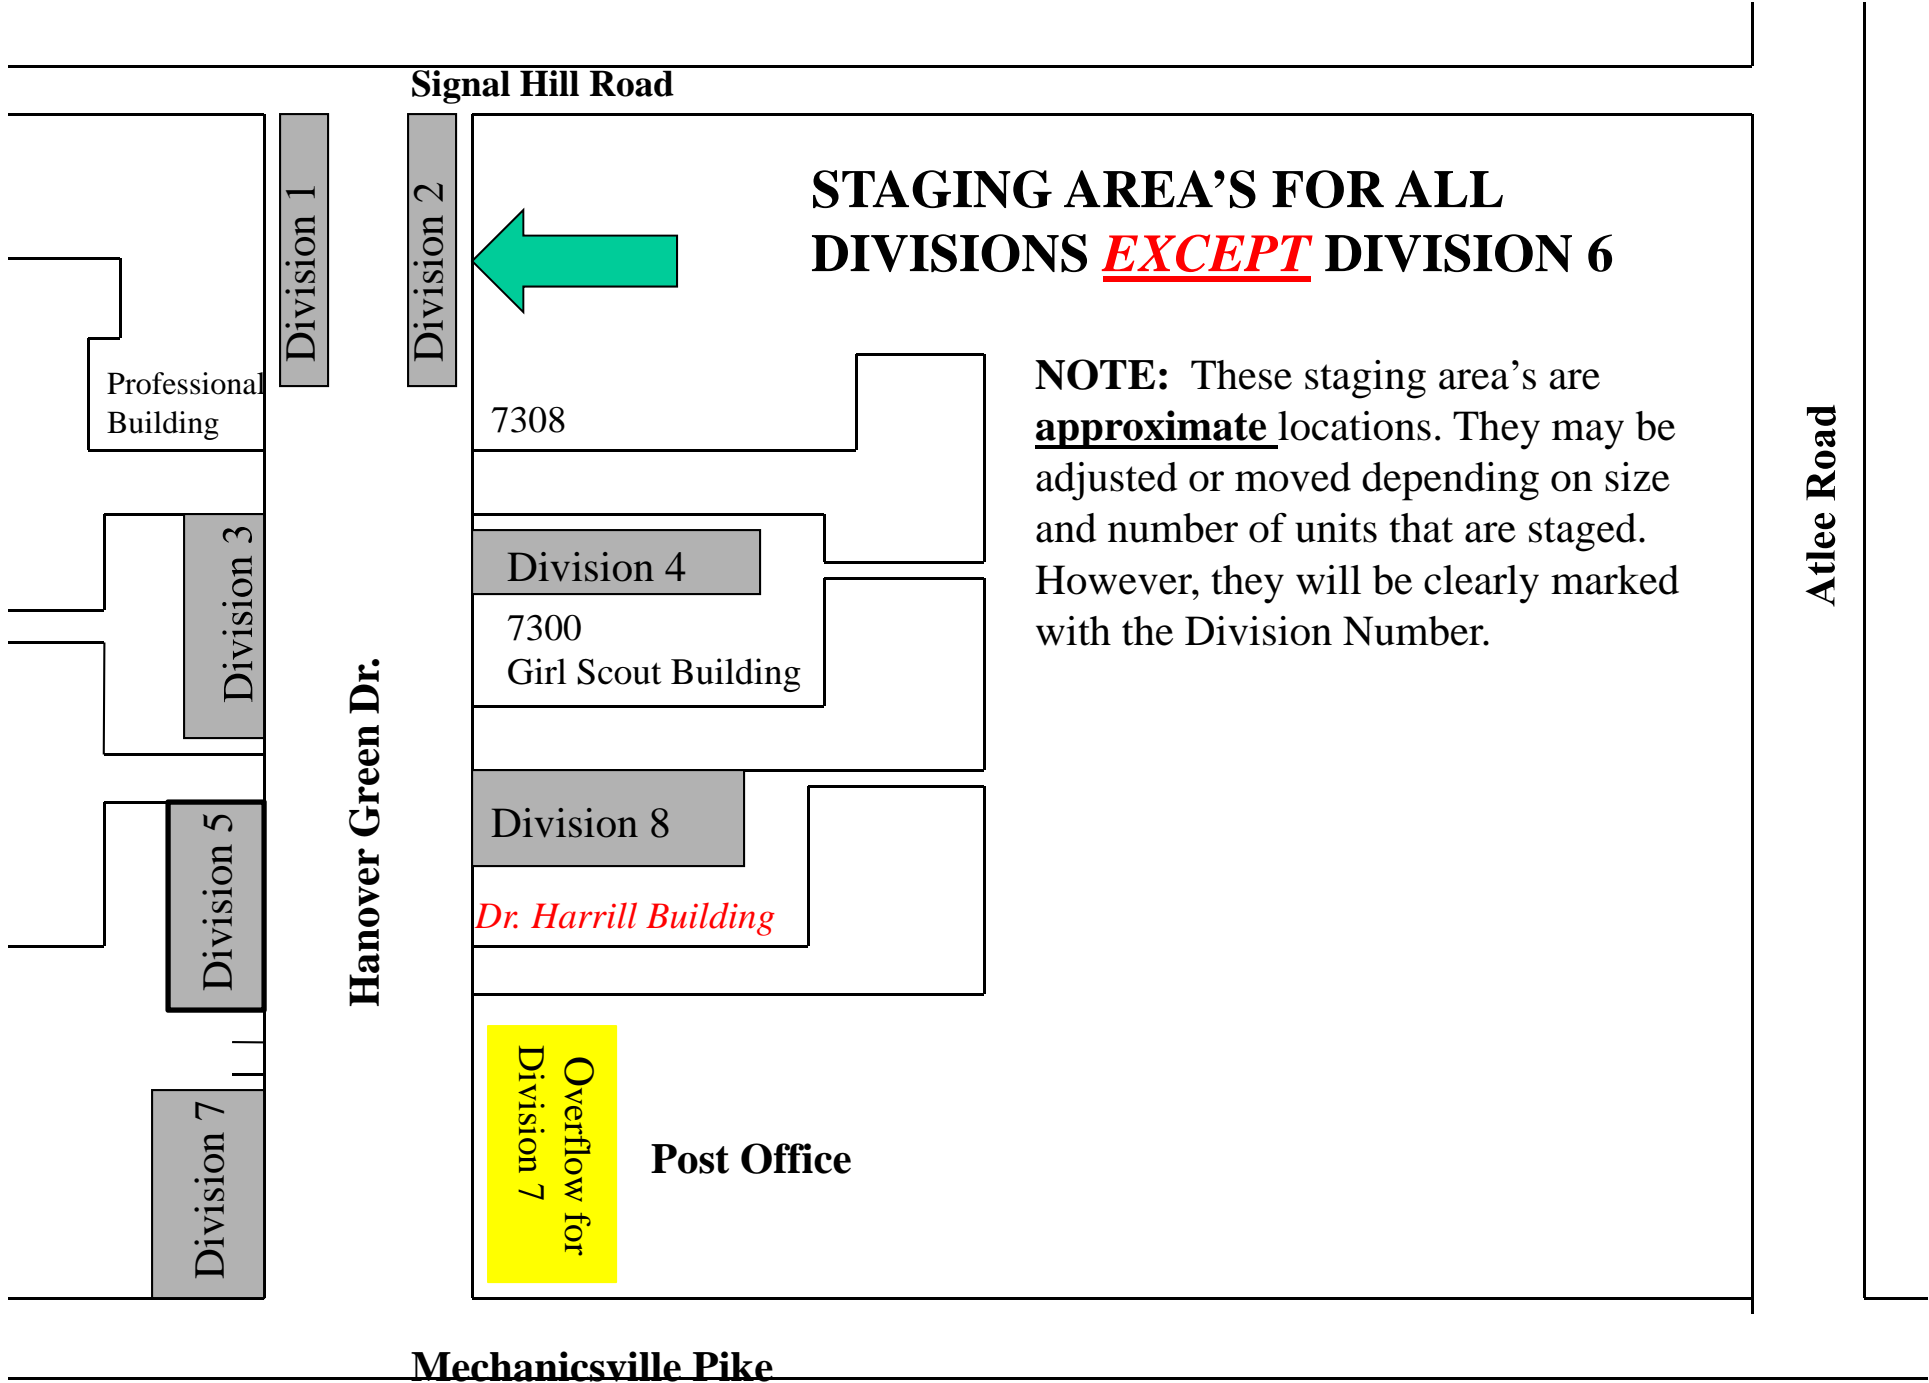 Signal Hill Road
Division 1
Division 2
STAGING AREA’S FOR ALL
DIVISIONS EXCEPT DIVISION 6
Professional
Building
7308
NOTE:  These staging area’s are
approximate locations. They may be
adjusted or moved depending on size
and number of units that are staged.
However, they will be clearly marked
with the Division Number.
Atlee Road
Division 3
Division 4
7300
Girl Scout Building
Hanover Green Dr.
Division 5
Division 8
Dr. Harrill Building
Division 7
Overflow for
Division 7
Post Office
Mechanicsville Pike